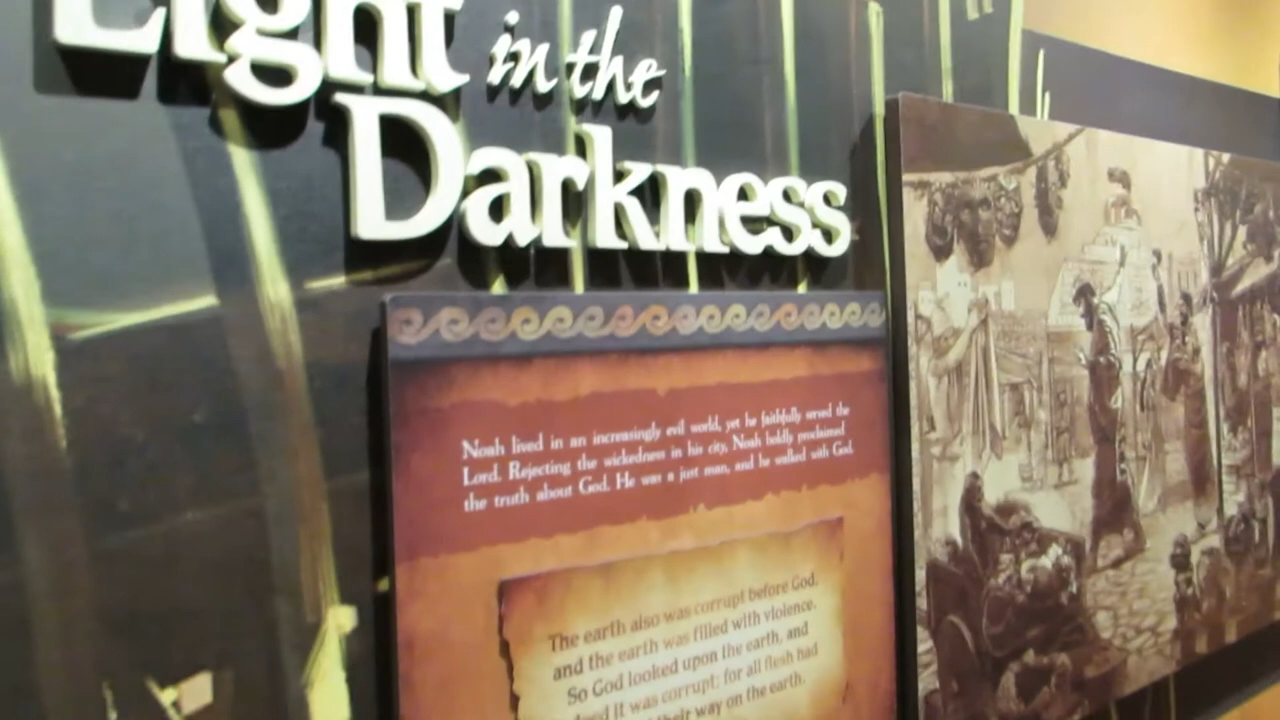 Light in the
Darkness
Noah lived in an increasingly evil world, yet he faithfully served the
Lord. Rejecting the wickedness in his city, Noah boldly proclaimed
the truth about God. He was a just man, and he walked with God.
The earth also was corrupt before God,
and the earth was filled with violence.
So God looked upon the earth, and
indeed it was corrupt; for all flesh had
their way on the earth.